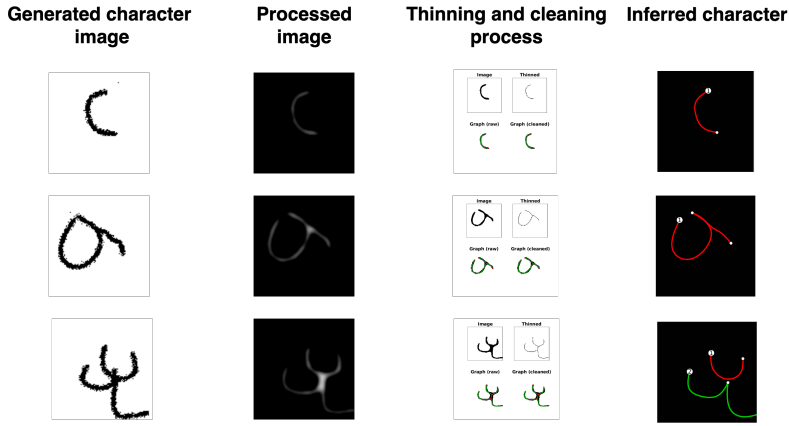 Generated character image
Processed image
Thinning and cleaning process
Inferred character
Image Thinned
Graph (raw) Graph (cleaned)
1
Image Thinned
Graph (raw) Graph (cleaned)
1
Image Thinned
Graph (raw) Graph (cleaned)
1
2